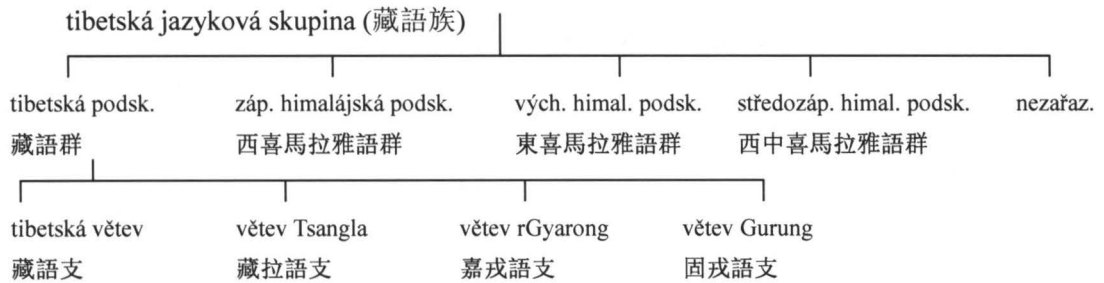 tibetská jazyková skupina (藏語族)
tibetská podsk. záp. himalájská podsk. vých. himal. podsk. středozáp. himal. podsk. nezařaz.
藏語群 西喜馬拉雅語群 東喜馬拉雅語群 西中喜馬拉雅語群
tibetská větev větev Tsangla větev rGyarong větev Gurung
藏語支 藏拉語支 嘉戎語支 固戎語支